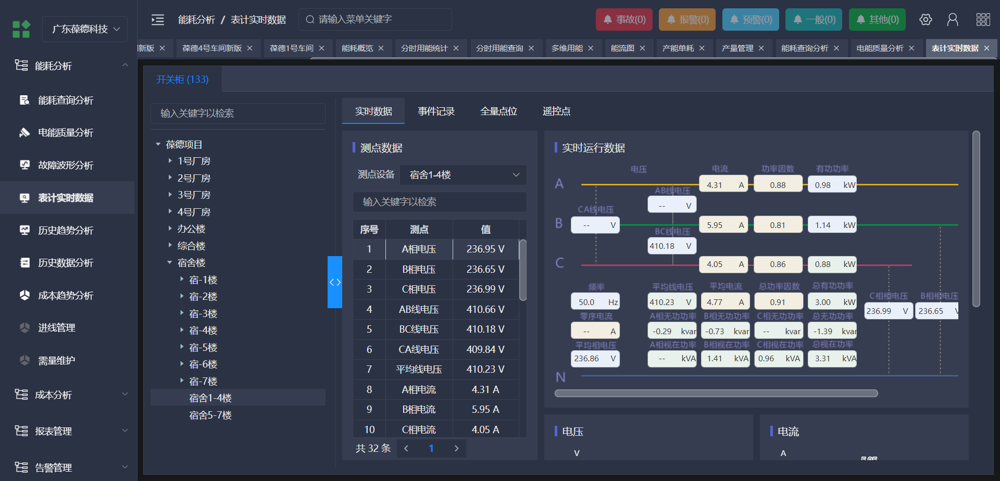 广东葆德科技
能耗分析 / 表计实时数据
请输入菜单关键字
事故(0)
报警(0)
预警(0)
一般(0)
其他(0)
新版 葆德4号车间新版 葆德1号车间 能耗概览 分时用能统计 分时用能查询 多维用能 能流图 产能单耗 产量管理 能耗查询分析 电能质量分析 表计实时数据
能耗分析
能耗查询分析
电能质量分析
故障波形分析
表计实时数据
历史趋势分析
历史数据分析
成本趋势分析
进线管理
需量维护
成本分析
报表管理
告警管理
开关柜 (133)
输入关键字以检索
葆德项目
1号厂房
2号厂房
3号厂房
4号厂房
办公楼
综合楼
宿舍楼
宿-1楼
宿-2楼
宿-3楼
宿-4楼
宿-5楼
宿-6楼
宿-7楼
宿舍1-4楼
宿舍5-7楼
实时数据 事件记录 全量点位 遥控点
测点数据
测点设备 宿舍1-4楼
输入关键字以检索
序号 测点 值
1 A相电压 236.95 V
2 B相电压 236.65 V
3 C相电压 236.99 V
4 AB线电压 410.66 V
5 BC线电压 410.18 V
6 CA线电压 409.84 V
7 平均线电压 410.23 V
8 A相电流 4.31 A
9 B相电流 5.95 A
10 C相电流 4.05 A
共 32 条 1
实时运行数据
电压 电流 功率因数 有功功率
A 4.31 A 0.88 0.98 kW
AB线电压
-- V
CA线电压
B -- V 5.95 A 0.81 1.14 kW
BC线电压
410.18 V
C 4.05 A 0.86 0.88 kW
频率 平均线电压 平均电流 总功率因数 总有功功率
50.0 Hz 410.23 V 4.77 A 0.91 3.00 kW
C相相电压 B相相电压
236.99 V 236.65 V
零序电流 A相无功功率 B相无功功率 C相无功功率 总无功功率
-- A -0.29 kvar -0.73 kvar -- kvar -1.39 kvar
平均相电压 A相视在功率 B相视在功率 C相视在功率 总视在功率
236.86 V -- kVA 1.41 kVA 0.96 kVA 3.31 kVA
N
电压
V
电流
A